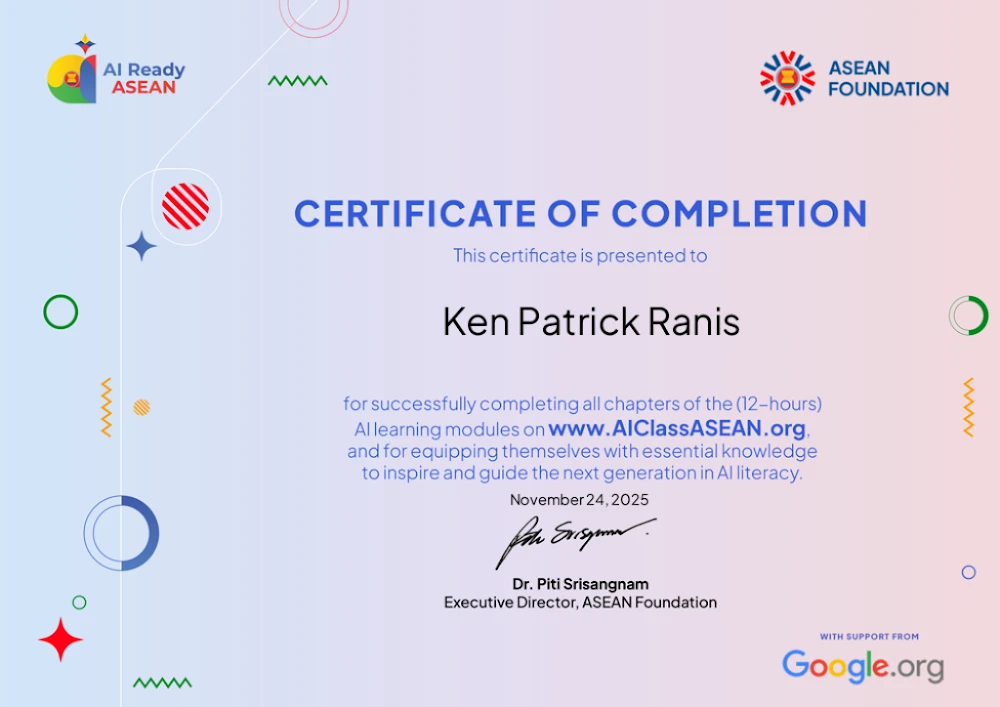 AI Ready
ASEAN
ASEAN
FOUNDATION
CERTIFICATE OF COMPLETION
This certificate is presented to
Ken Patrick Ranis
for successfully completing all chapters of the (12-hours)
AI learning modules on www.AIClassASEAN.org,
and for equipping themselves with essential knowledge
to inspire and guide the next generation in AI literacy.
November 24, 2025
Dr. Piti Srisangnam
Executive Director, ASEAN Foundation
WITH SUPPORT FROM
Google.org